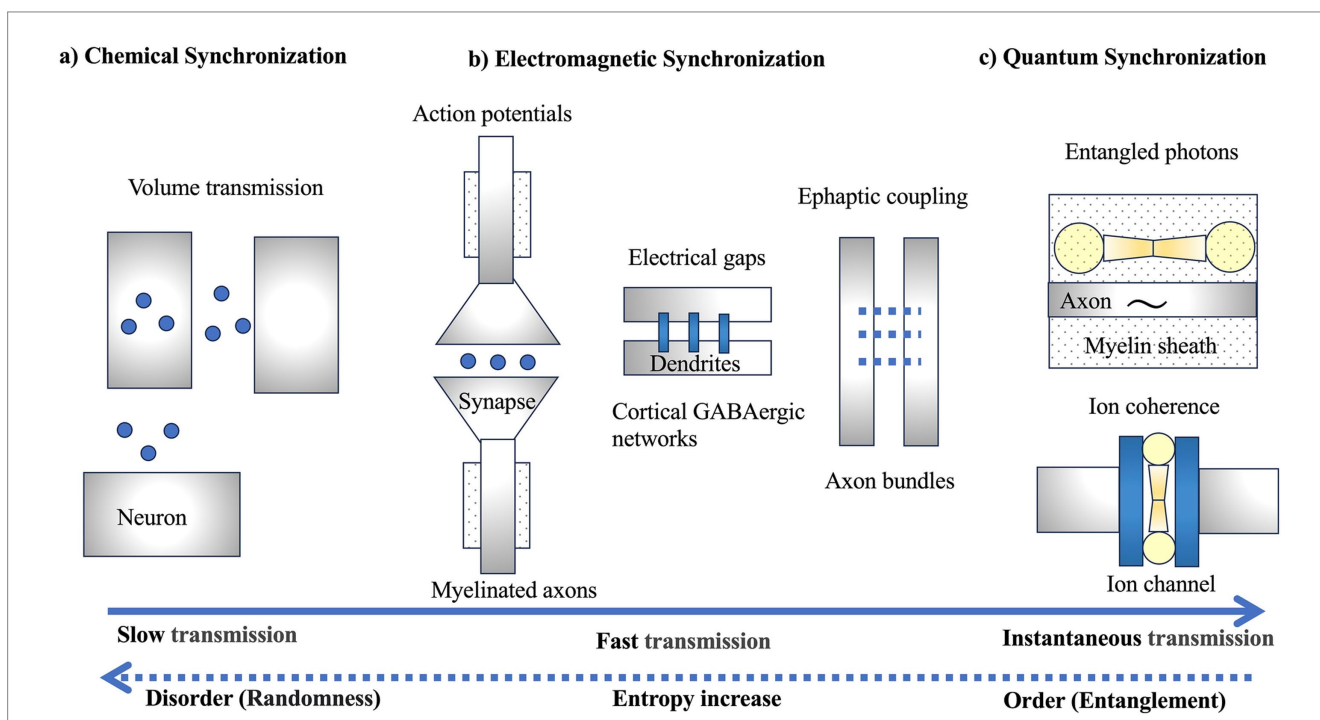 a) Chemical Synchronization
b) Electromagnetic Synchronization
c) Quantum Synchronization
Volume transmission
Neuron
Action potentials
Synapse
Myelinated axons
Electrical gaps
Dendrites
Cortical GABAergic
networks
Ephaptic coupling
Axon bundles
Entangled photons
Axon
Myelin sheath
Ion coherence
Ion channel
Slow transmission
Fast transmission
Instantaneous transmission
Disorder (Randomness)
Entropy increase
Order (Entanglement)